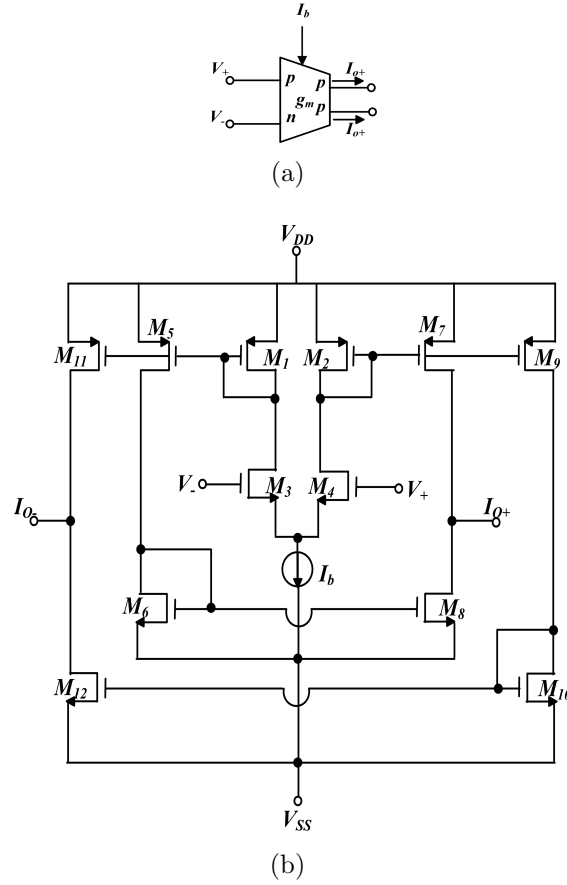 I_b
V_+
p
p
I_o+
g_m
p
V_-
n
I_o+
(a)
V_DD
M_5
M_7
M_11
M_1
M_2
M_9
V_-
M_3
M_4
V_+
I_O-
I_O+
I_b
M_6
M_8
M_12
M_10
V_SS
(b)